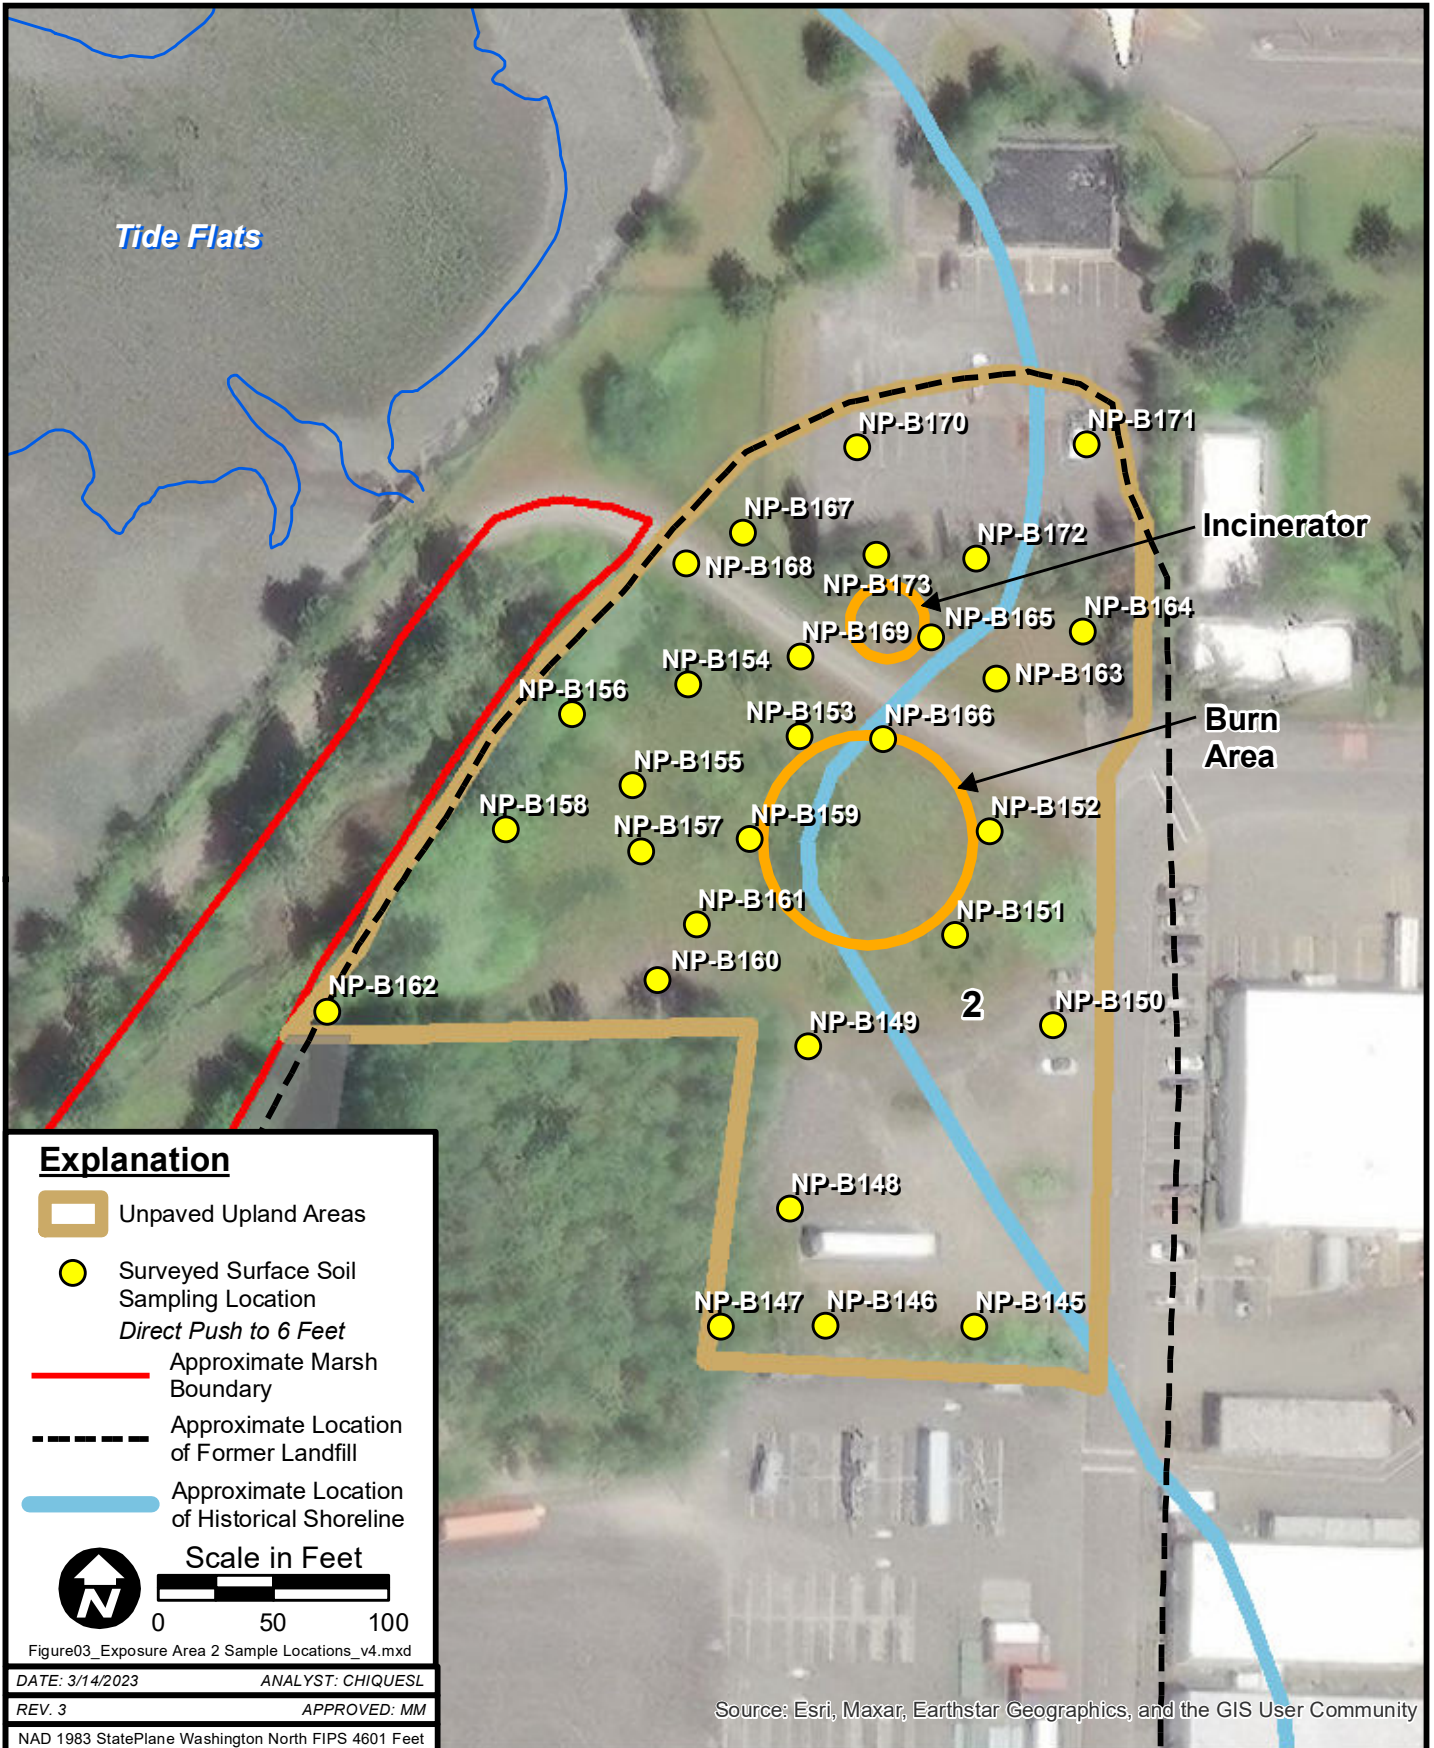 Tide Flats
NP-B170
NP-B171
NP-B167
Incinerator
NP-B172
NP-B168
NP-B173
NP-B164
NP-B165
NP-B169
NP-B154
NP-B163
NP-B156
NP-B153
NP-B166
Burn
Area
NP-B155
NP-B158
NP-B159
NP-B152
NP-B157
NP-B161
NP-B151
NP-B160
NP-B162
2
NP-B150
NP-B149
NP-B148
NP-B147
NP-B146
NP-B145
Explanation
Unpaved Upland Areas
Surveyed Surface Soil
Sampling Location
Direct Push to 6 Feet
Approximate Marsh
Boundary
Approximate Location
of Former Landfill
Approximate Location
of Historical Shoreline
N
Scale in Feet
0 50 100
Figure03_Exposure Area 2 Sample Locations_v4.mxd
DATE: 3/14/2023 ANALYST: CHIQUESL
REV. 3 APPROVED: MM
NAD 1983 StatePlane Washington North FIPS 4601 Feet
Source: Esri, Maxar, Earthstar Geographics, and the GIS User Community